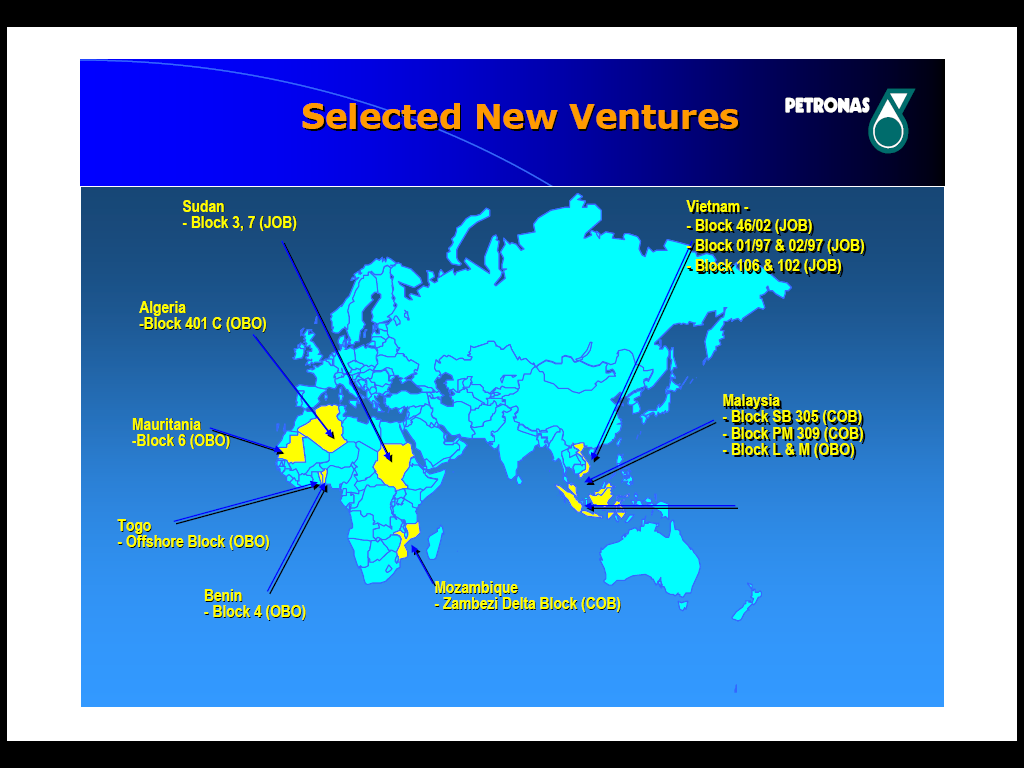 Selected New Ventures
PETRONAS
Sudan
- Block 3, 7 (JOB)
Vietnam -
- Block 46/02 (JOB)
- Block 01/97 & 02/97 (JOB)
- Block 106 & 102 (JOB)
Algeria
-Block 401 C (OBO)
Mauritania
-Block 6 (OBO)
Malaysia
- Block SB 305 (COB)
- Block PM 309 (COB)
- Block L & M (OBO)
Togo
- Offshore Block (OBO)
Benin
- Block 4 (OBO)
Mozambique
- Zambezi Delta Block (COB)